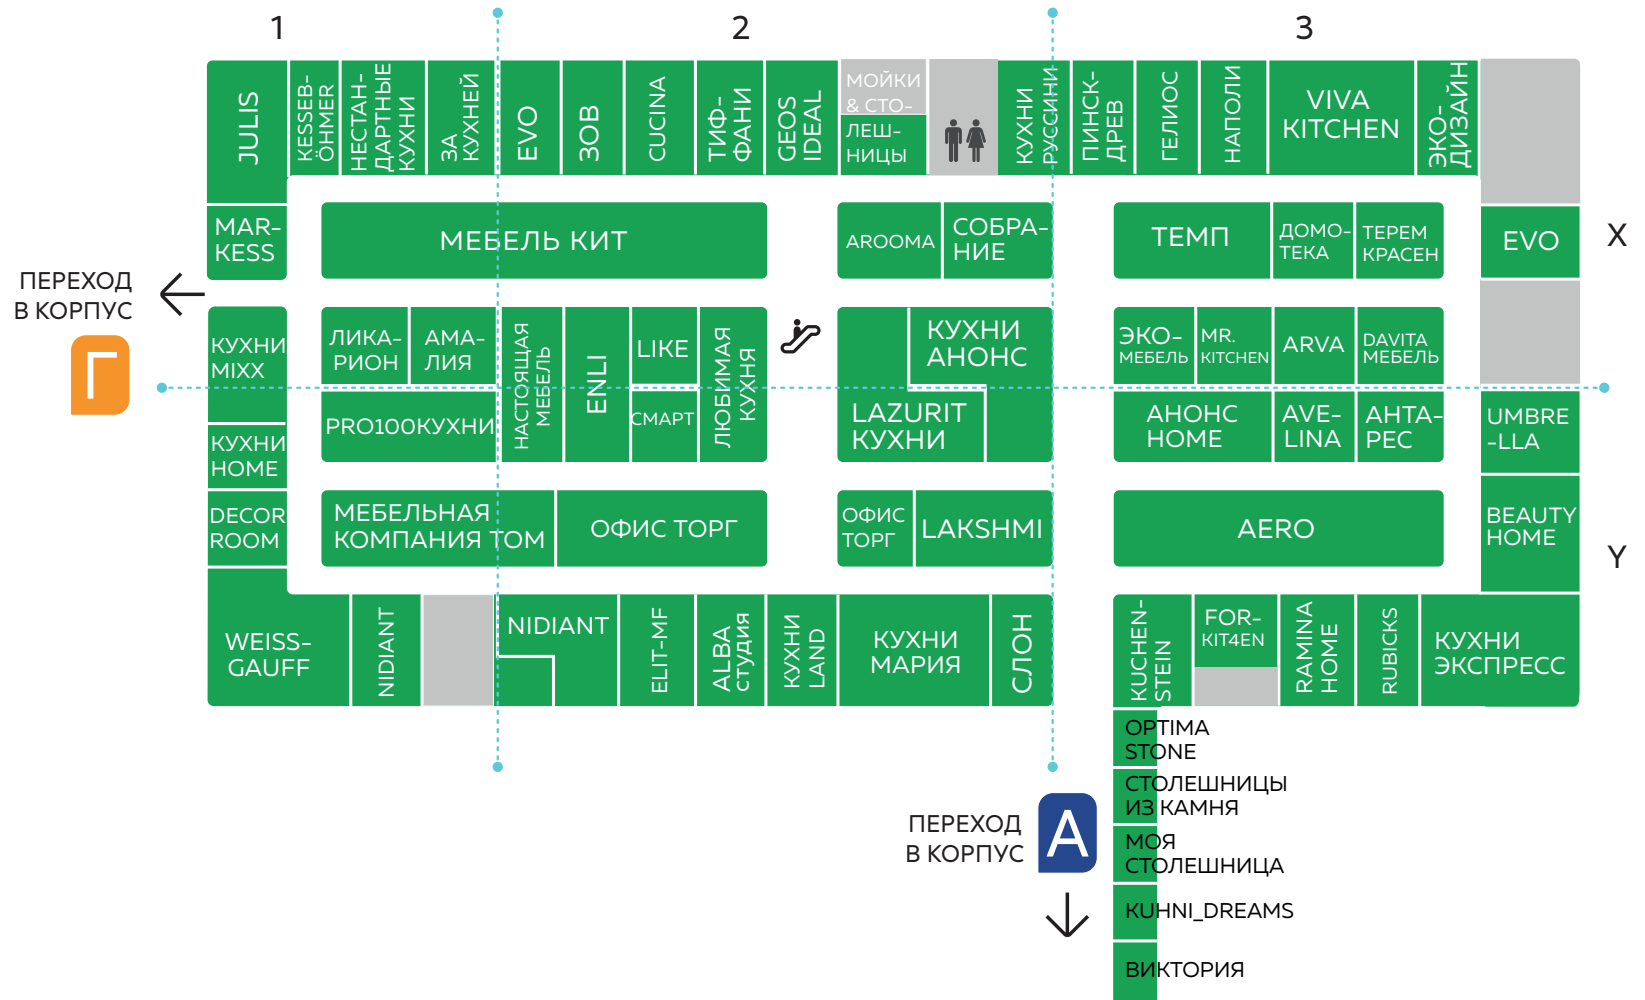 1
2
3
JULIS
KESSEB-
ÖHMER
НЕСТАН-
ДАРТНЫЕ
КУХНИ
ЗА
КУХНЕЙ
EVO
ЗОВ
CUCINA
ТИФ-
ФАНИ
GEOS
IDEAL
МОЙКИ
& СТО-
ЛЕШ-
НИЦЫ
КУХНИ
РУССИНИ
ПИНСК-
ДРЕВ
ГЕЛИОС
НАПОЛИ
VIVA
KITCHEN
ЭКО-
ДИЗАЙН
MAR-
KESS
МЕБЕЛЬ КИТ
AROOMA
СОБРА-
НИЕ
ТЕМП
ДОМО-
ТЕКА
ТЕРЕМ
КРАСЕН
EVO
X
ПЕРЕХОД
В КОРПУС
Г
КУХНИ
MIXX
ЛИКА-
РИОН
АМА-
ЛИЯ
НАСТОЯЩАЯ
МЕБЕЛЬ
ENLI
LIKE
ЛЮБИМАЯ
КУХНЯ
КУХНИ
АНОНС
ЭКО-
МЕБЕЛЬ
MR.
KITCHEN
ARVA
DAVITA
МЕБЕЛЬ
PRO100КУХНИ
СМАРТ
LAZURIT
КУХНИ
АНОНС
HOME
AVE-
LINA
АНТА-
РЕС
UMBRE
-LLA
КУХНИ
HOME
DECOR
ROOM
МЕБЕЛЬНАЯ
КОМПАНИЯ ТОМ
ОФИС ТОРГ
ОФИС
ТОРГ
LAKSHMI
AERO
BEAUTY
HOME
Y
WEISS-
GAUFF
NIDIANT
NIDIANT
ELIT-MF
ALBA
СТУДИЯ
КУХНИ
LAND
КУХНИ
МАРИЯ
СЛОН
KUCHEN-
STEIN
FOR-
KIT4EN
RAMINA
HOME
RUBICKS
КУХНИ
ЭКСПРЕСС
OPTIMA
STONE
СТОЛЕШНИЦЫ
ИЗ КАМНЯ
МОЯ
СТОЛЕШНИЦА
KUHNI_DREAMS
ВИКТОРИЯ
ПЕРЕХОД
В КОРПУС
А